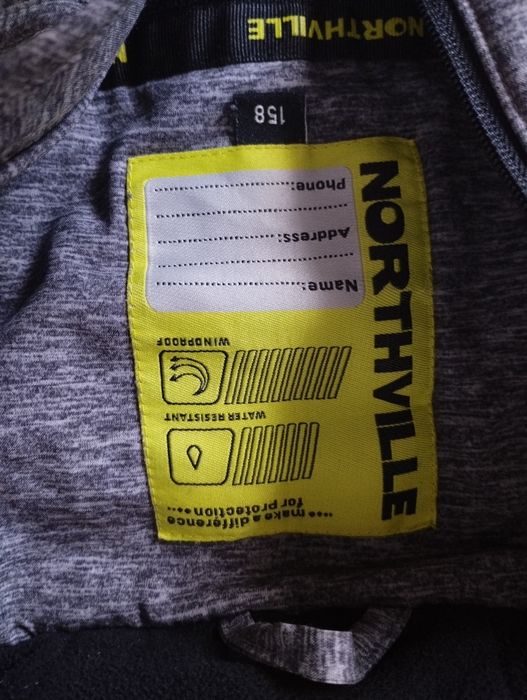 .... make a difference
for protection ....
WATER RESISTANT
WINDPROOF
Name:
Address:
Phone:
NORTHVILLE
158
NORTHVILLE
N